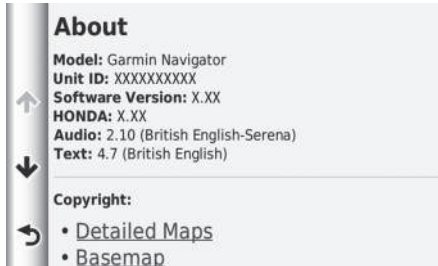 About
Model: Garmin Navigator
Unit ID: XXXXXXXXXX
Software Version: X.XX
HONDA: X.XX
Audio: 2.10 (British English-Serena)
Text: 4.7 (British English)
Copyright:
• Detailed Maps
• Basemap